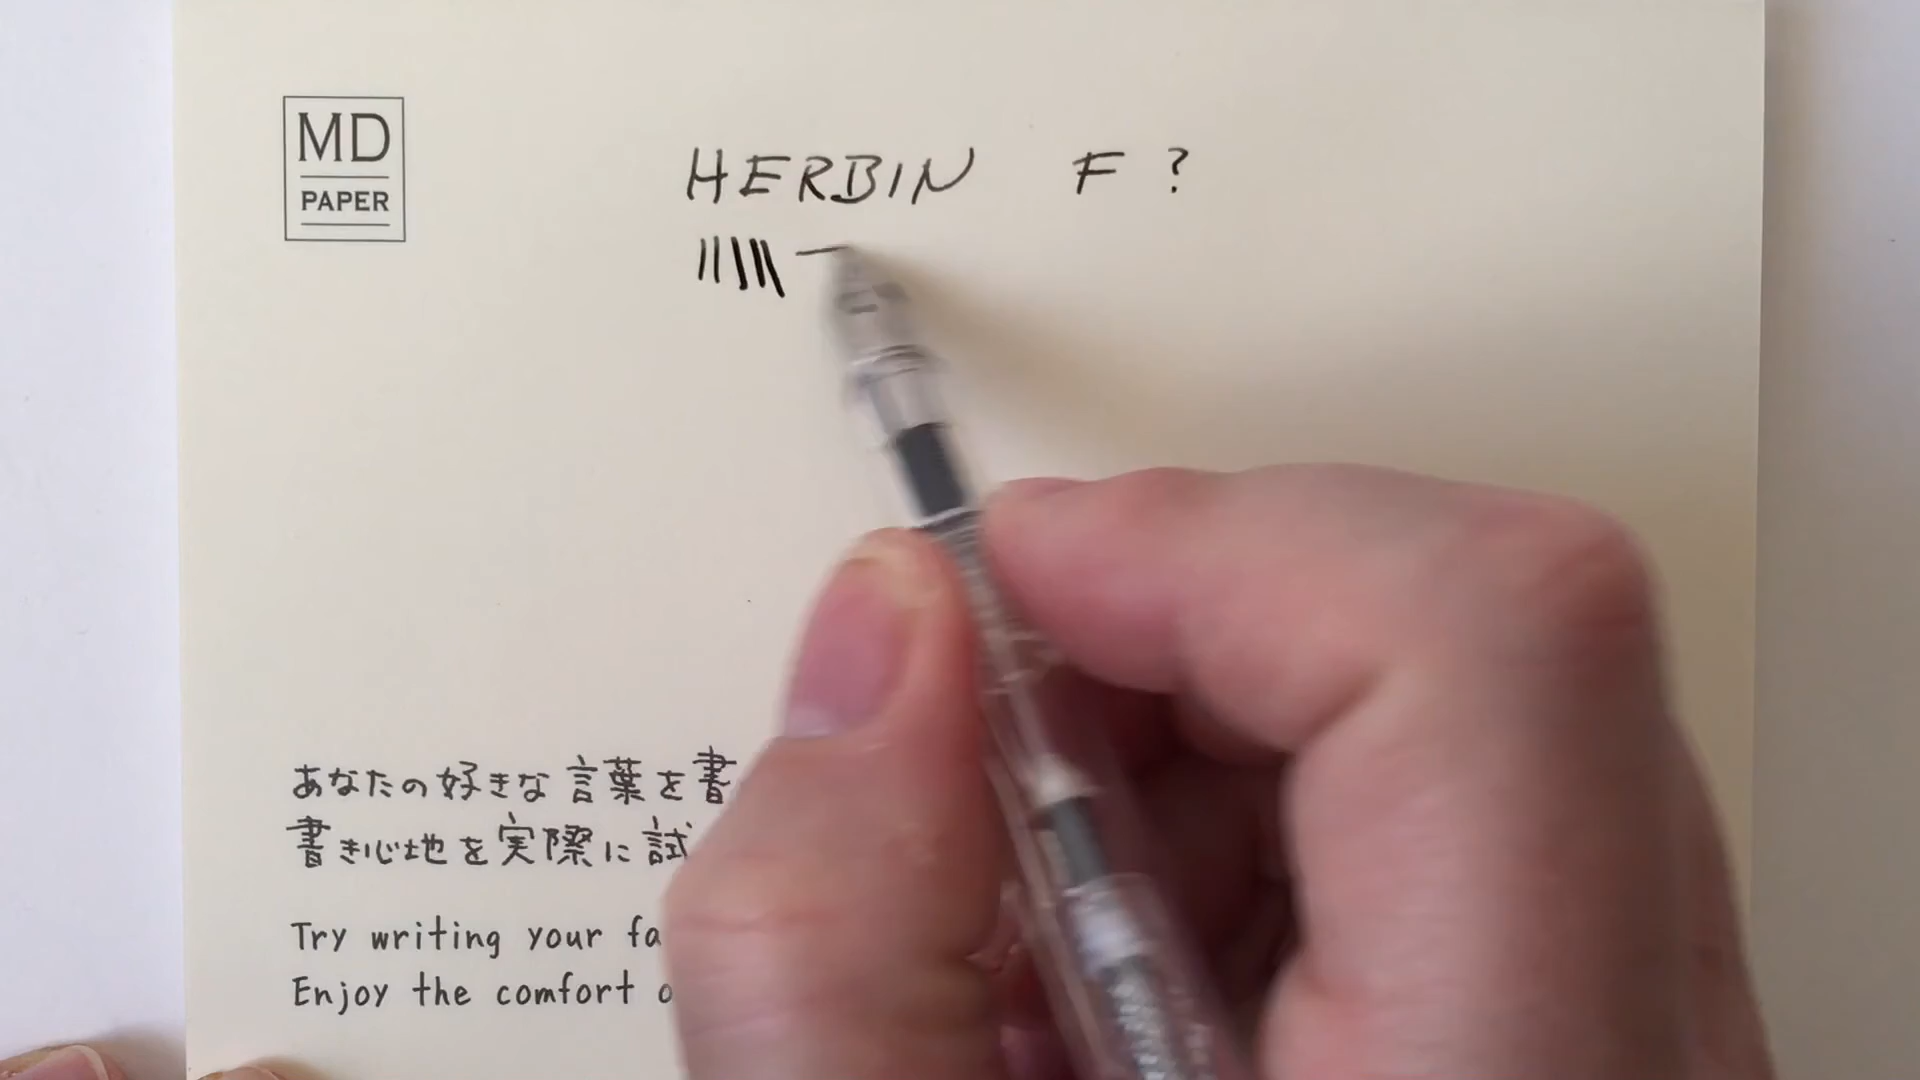 MD
PAPER
HERBIN F ?
あなたの好きな言葉を書
書き心地を実際に試
Try writing your fa
Enjoy the comfort o